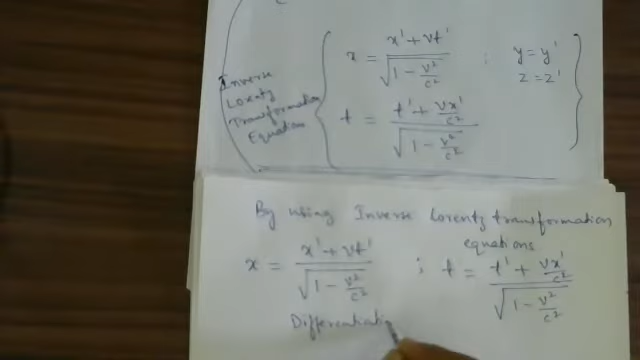 x = x' + vt' / √(1 - v²/c²) ; y = y'
z = z'
Inverse
Lorentz
Transformation
Equation
t = t' + vx'/c² / √(1 - v²/c²)
By using Inverse Lorentz transformation
equations
x = x' + vt' / √(1 - v²/c²) ; t = t' + vx'/c² / √(1 - v²/c²)
Differentiatin